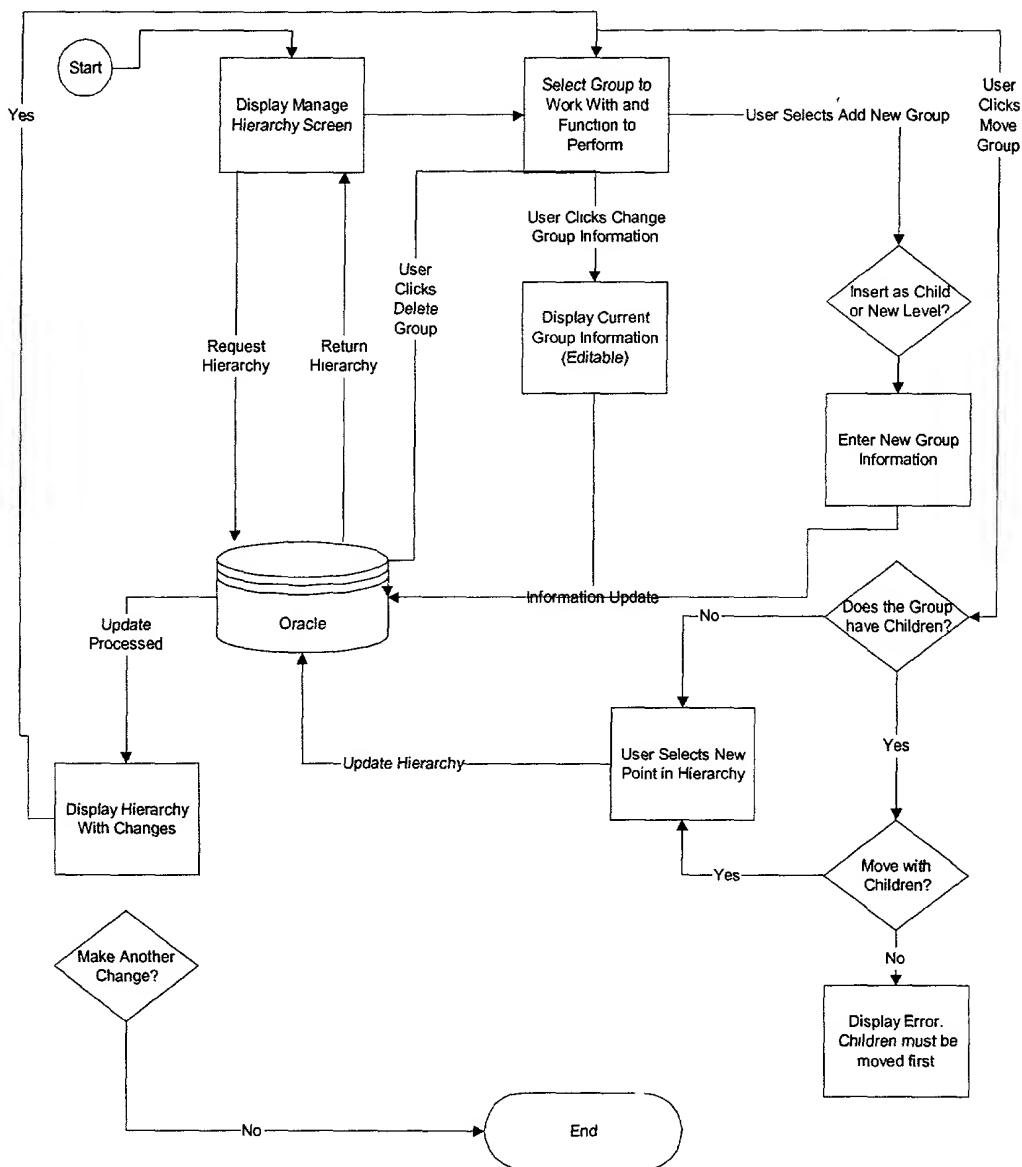 Start
Yes
Display Manage
Hierarchy Screen
Select Group to
Work With and
Function to
Perform
User Selects Add New Group
User
Clicks
Move
Group
User Clicks Change
Group Information
User
Clicks
Delete
Group
Insert as Child
or New Level?
Display Current
Group Information
(Editable)
Request
Hierarchy
Return
Hierarchy
Enter New Group
Information
Oracle
Information Update
Does the Group
have Children?
No
Update
Processed
Yes
User Selects New
Point in Hierarchy
Update Hierarchy
Display Hierarchy
With Changes
Yes
Move with
Children?
Make Another
Change?
No
Display Error.
Children must be
moved first
No
End